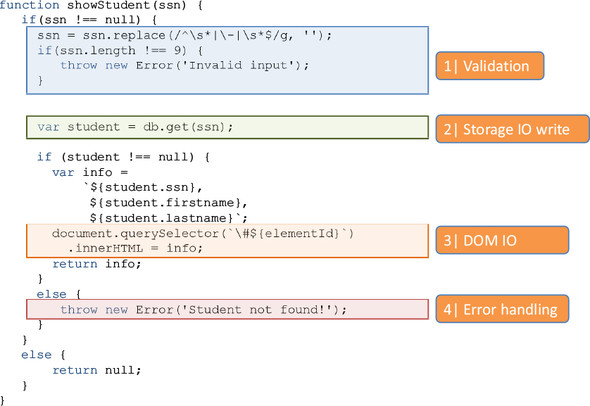 function showStudent(ssn) {
if(ssn !== null) {
ssn = ssn.replace(/^\s*|\-|\s*$/g, '');
if(ssn.length !== 9) {
throw new Error('Invalid input');
}
1| Validation
var student = db.get(ssn);
2| Storage IO write
if (student !== null) {
var info =
`${student.ssn},
${student.firstname},
${student.lastname}`;
document.querySelector(`\#${elementId}`)
.innerHTML = info;
3| DOM IO
return info;
}
else {
throw new Error('Student not found!');
4| Error handling
}
}
else {
return null;
}
}